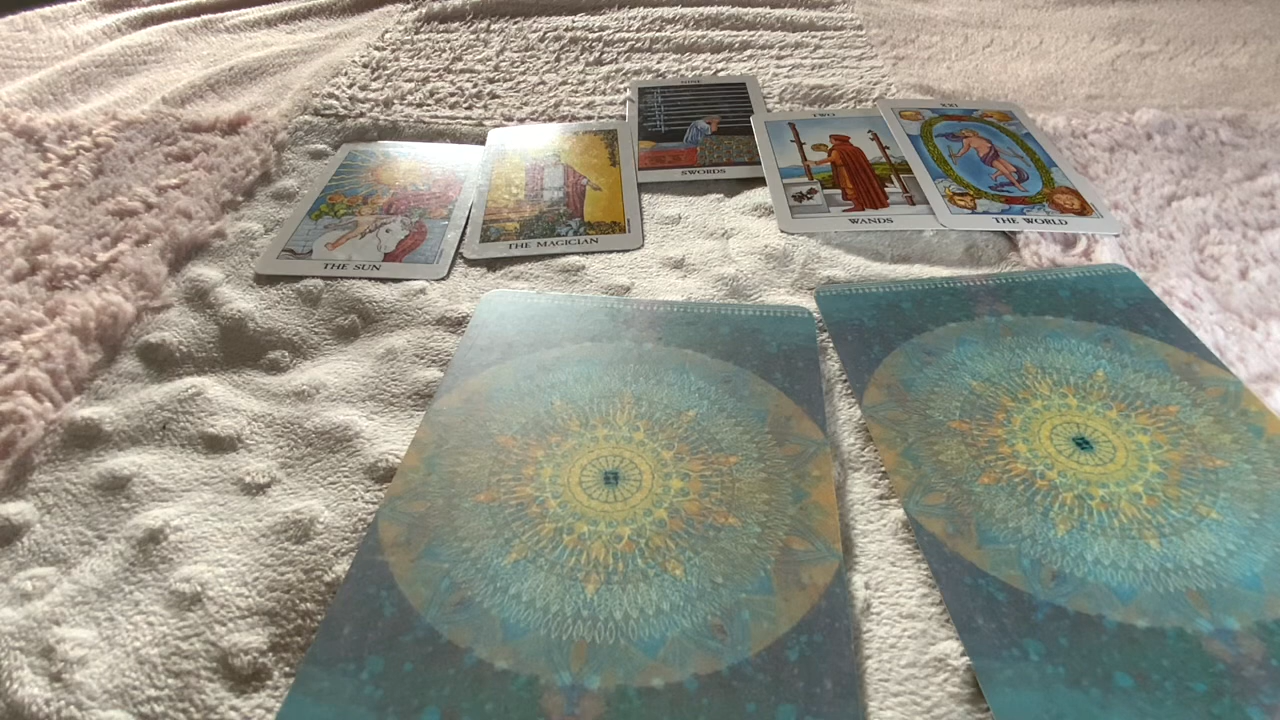 THE SUN
THE MAGICIAN
NINE
SWORDS
TWO
WANDS
XXI
THE WORLD